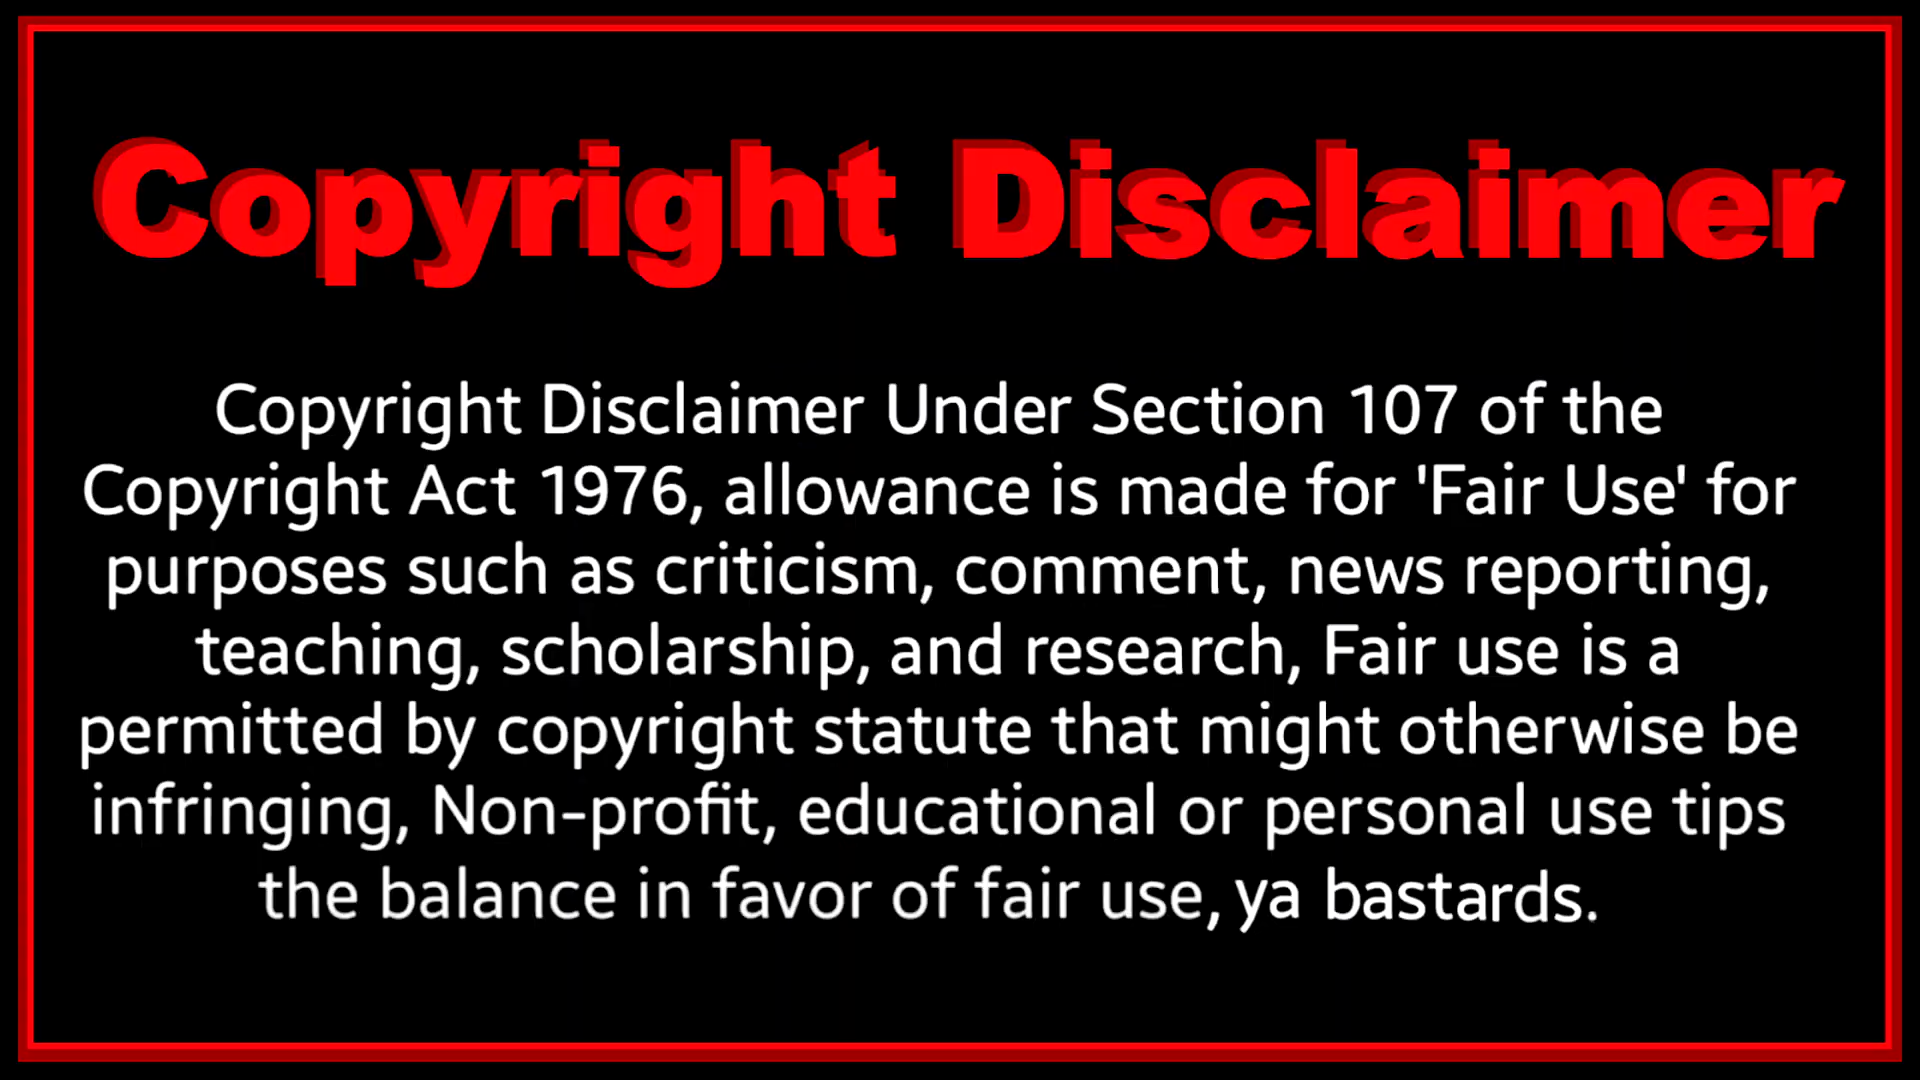 Copyright Disclaimer
Copyright Disclaimer Under Section 107 of the
Copyright Act 1976, allowance is made for 'Fair Use' for
purposes such as criticism, comment, news reporting,
teaching, scholarship, and research, Fair use is a
permitted by copyright statute that might otherwise be
infringing, Non-profit, educational or personal use tips
the balance in favor of fair use, ya bastards.